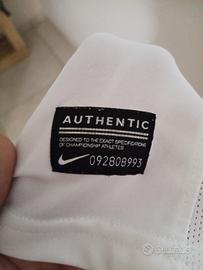 AUTHENTIC
DESIGNED TO THE EXACT SPECIFICATIONS
OF CHAMPIONSHIP ATHLETES
092808993